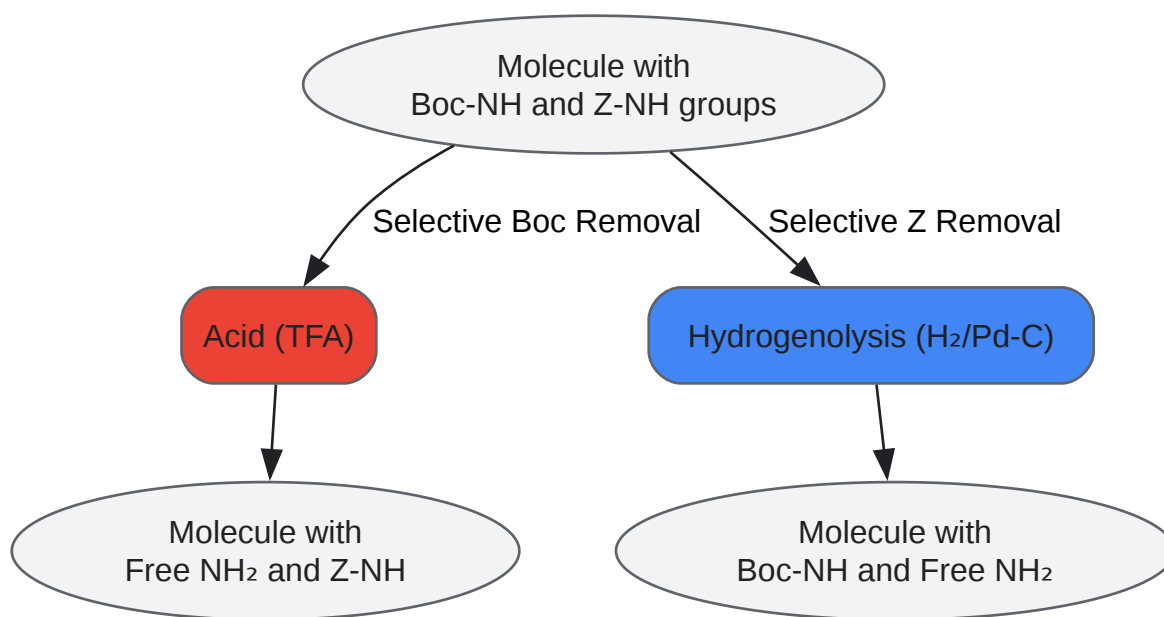 Molecule with
Boc-NH and Z-NH groups
Selective Boc Removal
Selective Z Removal
Acid (TFA)
Hydrogenolysis (H₂/Pd-C)
Molecule with
Free NH₂ and Z-NH
Molecule with
Boc-NH and Free NH₂